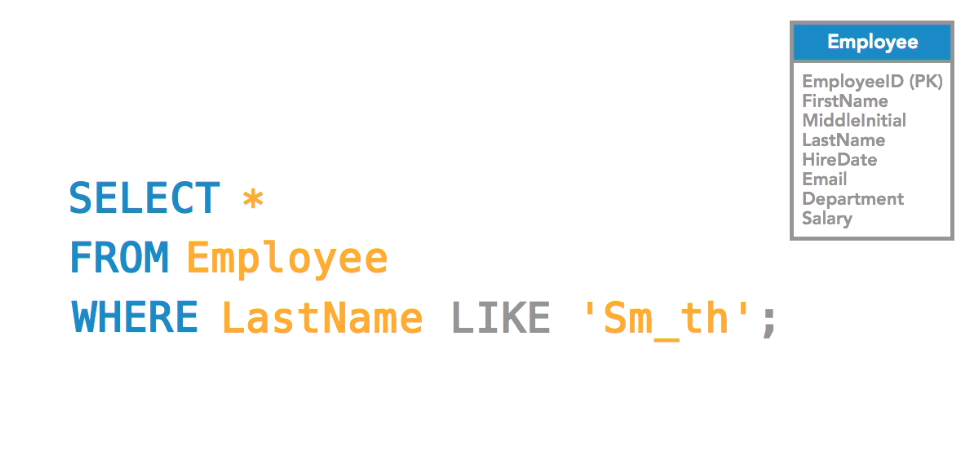 Employee
EmployeeID (PK)
FirstName
MiddleInitial
LastName
HireDate
Email
Department
Salary
SELECT *
FROM Employee
WHERE LastName LIKE 'Sm_th';